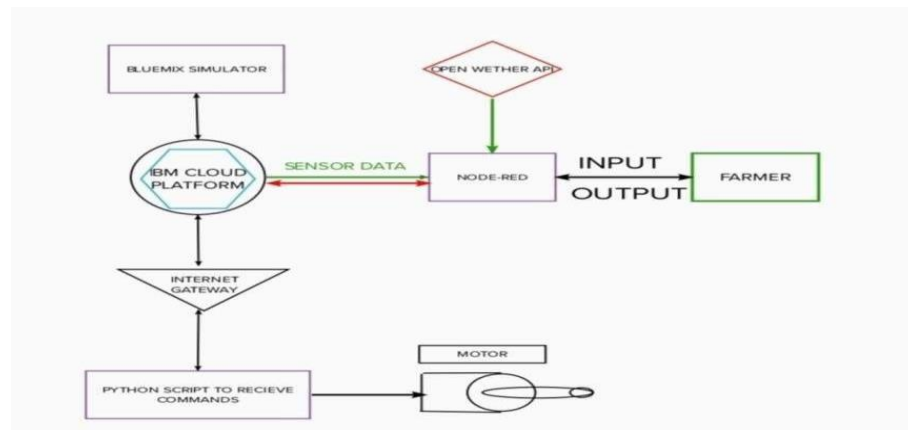 BLUEMIX SIMULATOR
OPEN WETHER API
IBM CLOUD
PLATFORM
SENSOR DATA
NODE-RED
INPUT
OUTPUT
FARMER
INTERNET
GATEWAY
MOTOR
PYTHON SCRIPT TO RECIEVE
COMMANDS